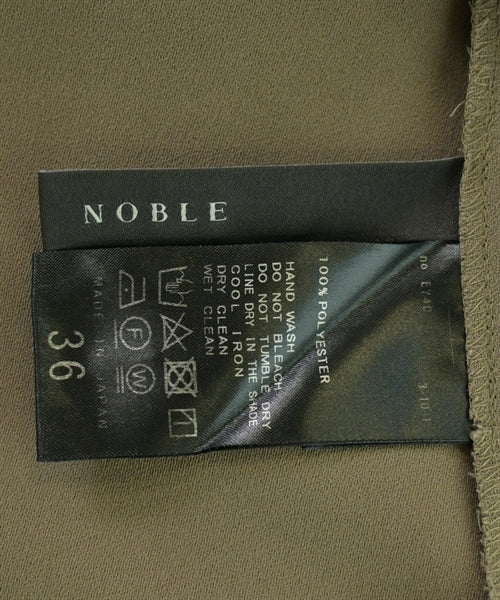 NOBLE
100% POLYESTER
HAND WASH
DO NOT BLEACH
DO NOT TUMBLE DRY
LINE DRY IN THE SHADE
COOL IRON
DRY CLEAN
WET CLEAN
F W
MADE IN JAPAN
36